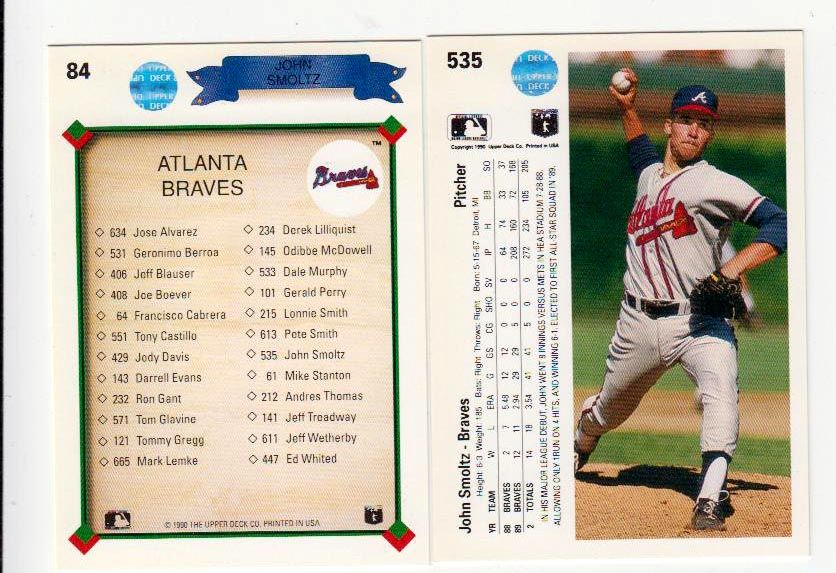 84
UPPER DECK
JOHN
SMOLTZ
ATLANTA
BRAVES
Braves
TM
634 Jose Alvarez
531 Geronimo Berroa
406 Jeff Blauser
408 Joe Boever
64 Francisco Cabrera
551 Tony Castillo
429 Jody Davis
143 Darrell Evans
232 Ron Gant
571 Tom Glavine
121 Tommy Gregg
665 Mark Lemke
234 Derek Lilliquist
145 Odibbe McDowell
533 Dale Murphy
101 Gerald Perry
215 Lonnie Smith
613 Pete Smith
535 John Smoltz
61 Mike Stanton
212 Andres Thomas
141 Jeff Treadway
611 Jeff Wetherby
447 Ed Whited
© 1990 THE UPPER DECK CO. PRINTED IN USA
535
UPPER DECK
Copyright 1990 Upper Deck Co. Printed in USA
John Smoltz - Braves Pitcher
Height: 6-3 Weight: 185 Bats: Right Throws: Right Born: 5-15-67 Detroit, MI
YR TEAM W L ERA G GS CG SHO SV IP H BB SO
88 BRAVES 2 7 5.48 12 12 0 0 0 64 74 33 37
89 BRAVES 12 11 2.94 29 29 5 0 0 208 160 72 168
2 TOTALS 14 18 3.54 41 41 5 0 0 272 234 105 205
IN HIS MAJOR LEAGUE DEBUT, JOHN WENT 8 INNINGS VERSUS METS IN SHEA STADIUM 7-28-88,
ALLOWING ONLY 1 RUN ON 4 HITS, AND WINNING 6-1. ELECTED TO FIRST ALL-STAR SQUAD IN '89.
A
Atlanta